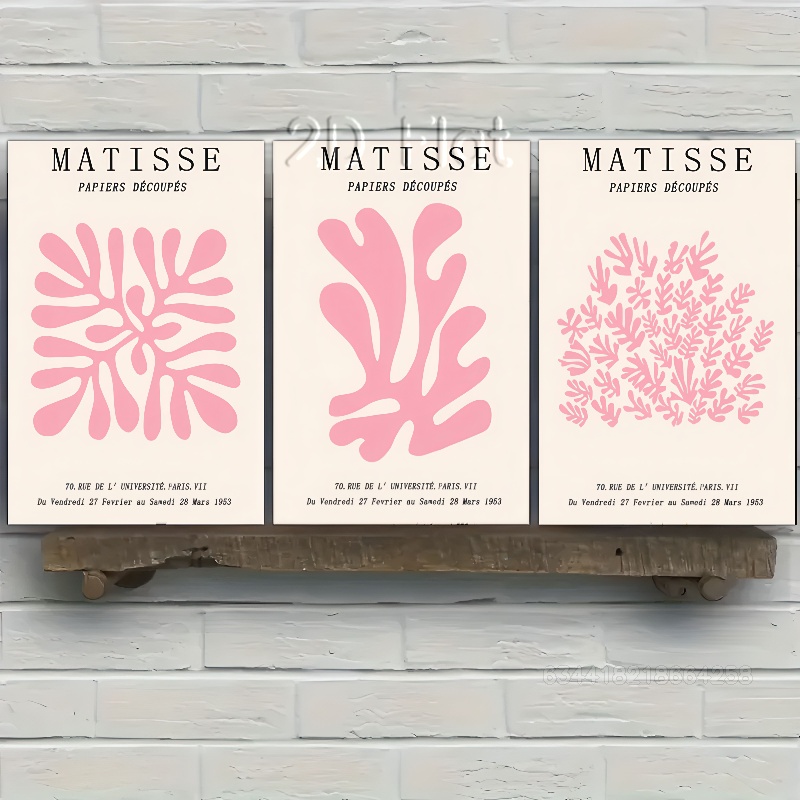 2D Flat
MATISSE
PAPIERS DÉCOUPÉS
70.RUE DE L' UNIVERSITÉ.PARIS.VII
Du Vendredi 27 Fevrier au Samedi 28 Mars 1953
MATISSE
PAPIERS DÉCOUPÉS
70.RUE DE L' UNIVERSITÉ.PARIS.VII
Du Vendredi 27 Fevrier au Samedi 28 Mars 1953
MATISSE
PAPIERS DÉCOUPÉS
70.RUE DE L' UNIVERSITÉ.PARIS.VII
Du Vendredi 27 Fevrier au Samedi 28 Mars 1953